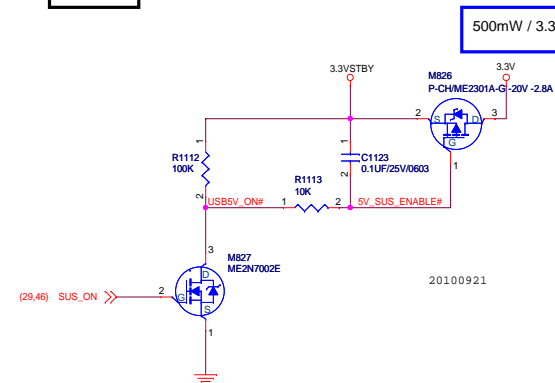 500mW / 3.3
3.3VSTBY
3.3V
M826
P-CH/ME2301A-G -20V -2.8A
2 S D 3
G
1
1
R1112
100K
2
1
C1123
0.1UF/25V/0603
2
R1113
10K
USB5V_ON#
1
2
5V_SUS_ENABLE#
3
M827
ME2N7002E
D
(29,46) SUS_ON
2
G
S
1
20100921